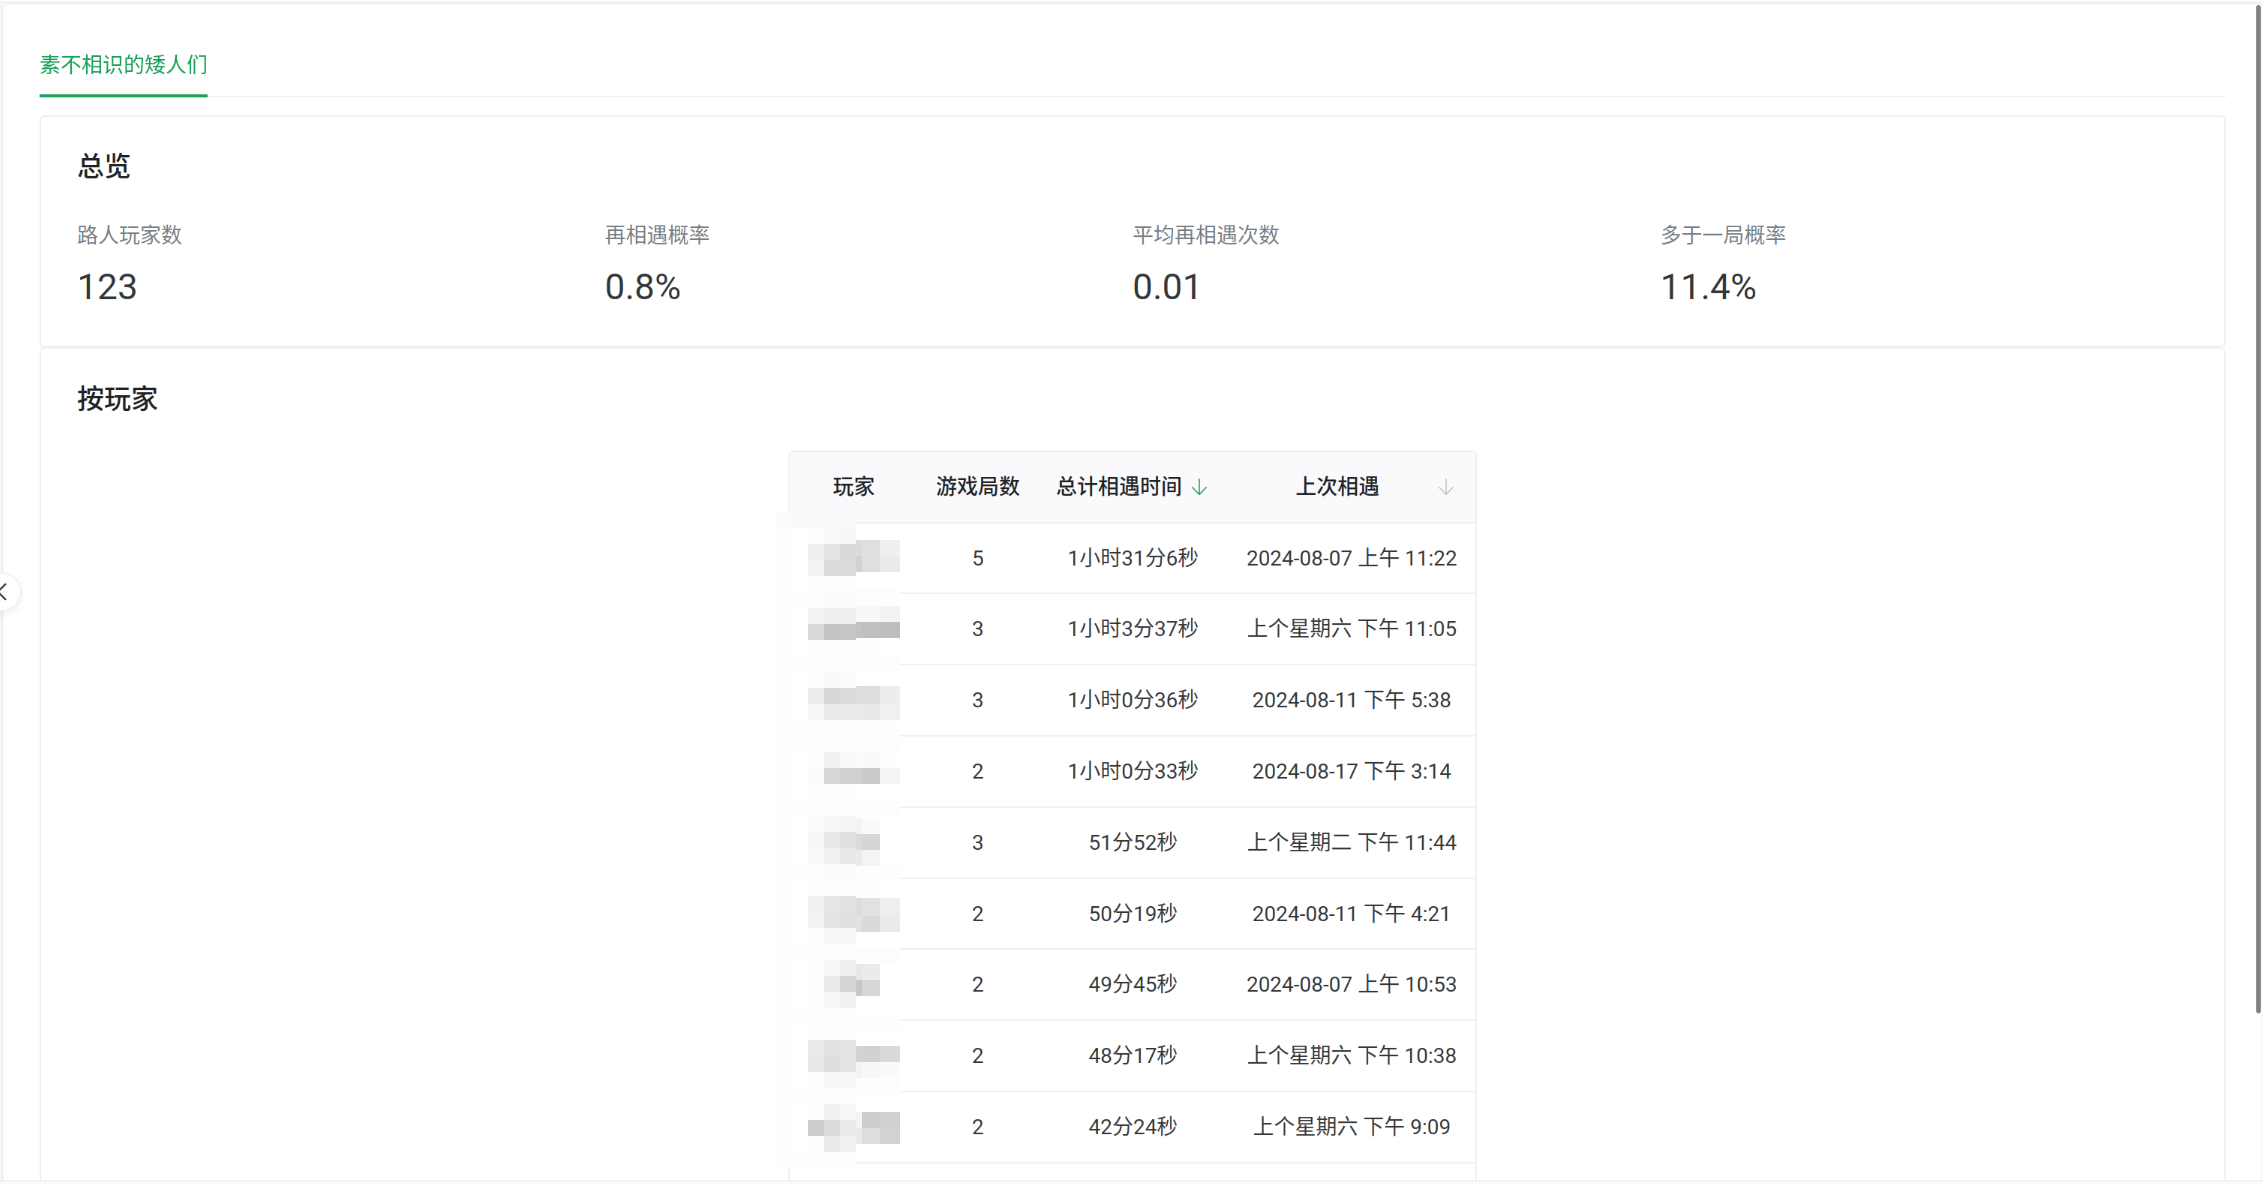 素不相识的矮人们
总览
路人玩家数 再相遇概率 平均再相遇次数 多于一局概率
123 0.8% 0.01 11.4%
按玩家
玩家 游戏局数 总计相遇时间 上次相遇
5 1小时31分6秒 2024-08-07 上午 11:22
3 1小时3分37秒 上个星期六 下午 11:05
3 1小时0分36秒 2024-08-11 下午 5:38
2 1小时0分33秒 2024-08-17 下午 3:14
3 51分52秒 上个星期二 下午 11:44
2 50分19秒 2024-08-11 下午 4:21
2 49分45秒 2024-08-07 上午 10:53
2 48分17秒 上个星期六 下午 10:38
2 42分24秒 上个星期六 下午 9:09